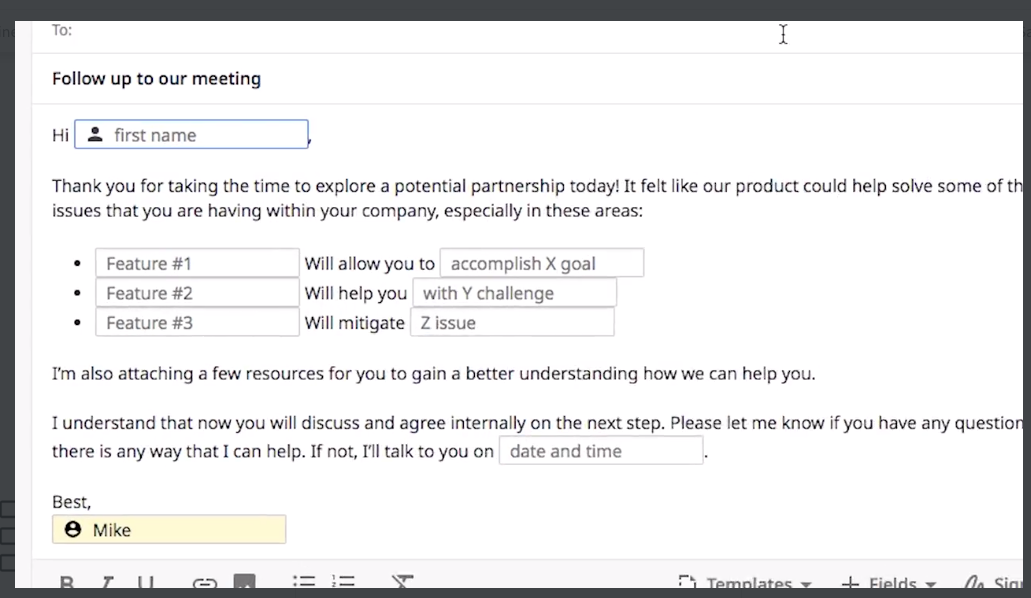 To:
Follow up to our meeting
Hi first name,
Thank you for taking the time to explore a potential partnership today! It felt like our product could help solve some of th
issues that you are having within your company, especially in these areas:
• Feature #1 Will allow you to accomplish X goal
• Feature #2 Will help you with Y challenge
• Feature #3 Will mitigate Z issue
I'm also attaching a few resources for you to gain a better understanding how we can help you.
I understand that now you will discuss and agree internally on the next step. Please let me know if you have any question
there is any way that I can help. If not, I'll talk to you on date and time.
Best,
Mike
B I U Templates Fields Sig